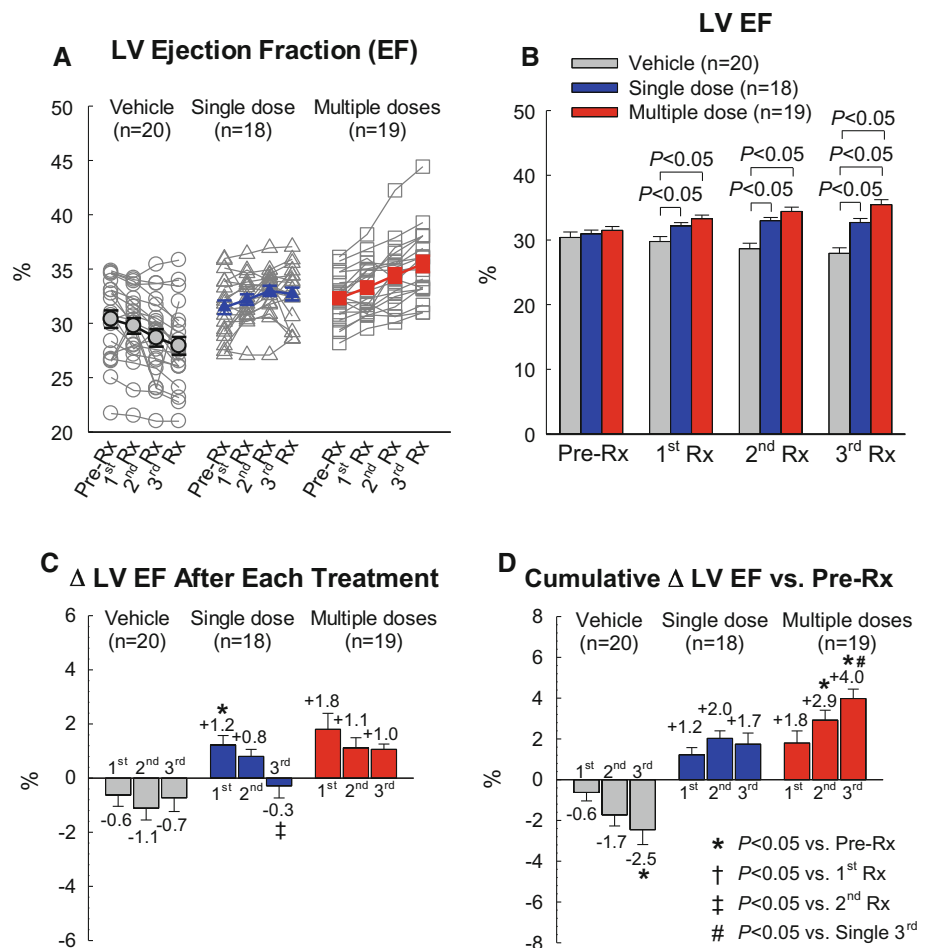 A LV Ejection Fraction (EF)
Vehicle (n=20)
Single dose (n=18)
Multiple doses (n=19)
50
45
40
35
30
25
20
%
Pre-Rx
1st Rx
2nd Rx
3rd Rx
Pre-Rx
1st Rx
2nd Rx
3rd Rx
Pre-Rx
1st Rx
2nd Rx
3rd Rx
LV EF
B
Vehicle (n=20)
Single dose (n=18)
Multiple dose (n=19)
50
40
30
20
10
0
%
P<0.05
P<0.05
P<0.05
P<0.05
P<0.05
P<0.05
P<0.05
Pre-Rx 1st Rx 2nd Rx 3rd Rx
C Δ LV EF After Each Treatment
Vehicle (n=20)
Single dose (n=18)
Multiple doses (n=19)
6
4
2
0
-2
-4
-6
%
1st 2nd 3rd
-0.6
-1.1
-0.7
*
+1.2
+0.8
3rd
1st 2nd
-0.3
‡
+1.8
+1.1
+1.0
1st 2nd 3rd
D Cumulative Δ LV EF vs. Pre-Rx
Vehicle (n=20)
Single dose (n=18)
Multiple doses (n=19)
8
6
4
2
0
-2
-4
-6
-8
%
1st 2nd 3rd
-0.6
-1.7
-2.5
*
+1.2
+2.0
+1.7
1st 2nd 3rd
+1.8
*
+2.9
*#
+4.0
1st 2nd 3rd
* P<0.05 vs. Pre-Rx
† P<0.05 vs. 1st Rx
‡ P<0.05 vs. 2nd Rx
# P<0.05 vs. Single 3rd